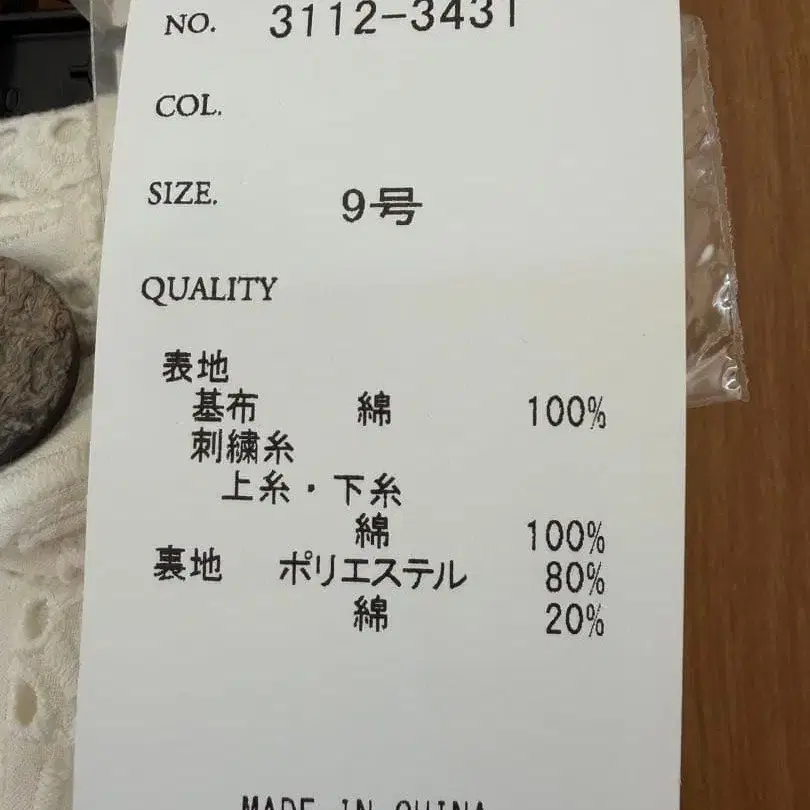 NO. 3112-3431
COL.
SIZE. 9号
QUALITY
表地
基布 綿 100%
刺繍糸
上糸・下糸
綿 100%
裏地 ポリエステル 80%
綿 20%
MADE IN CHINA